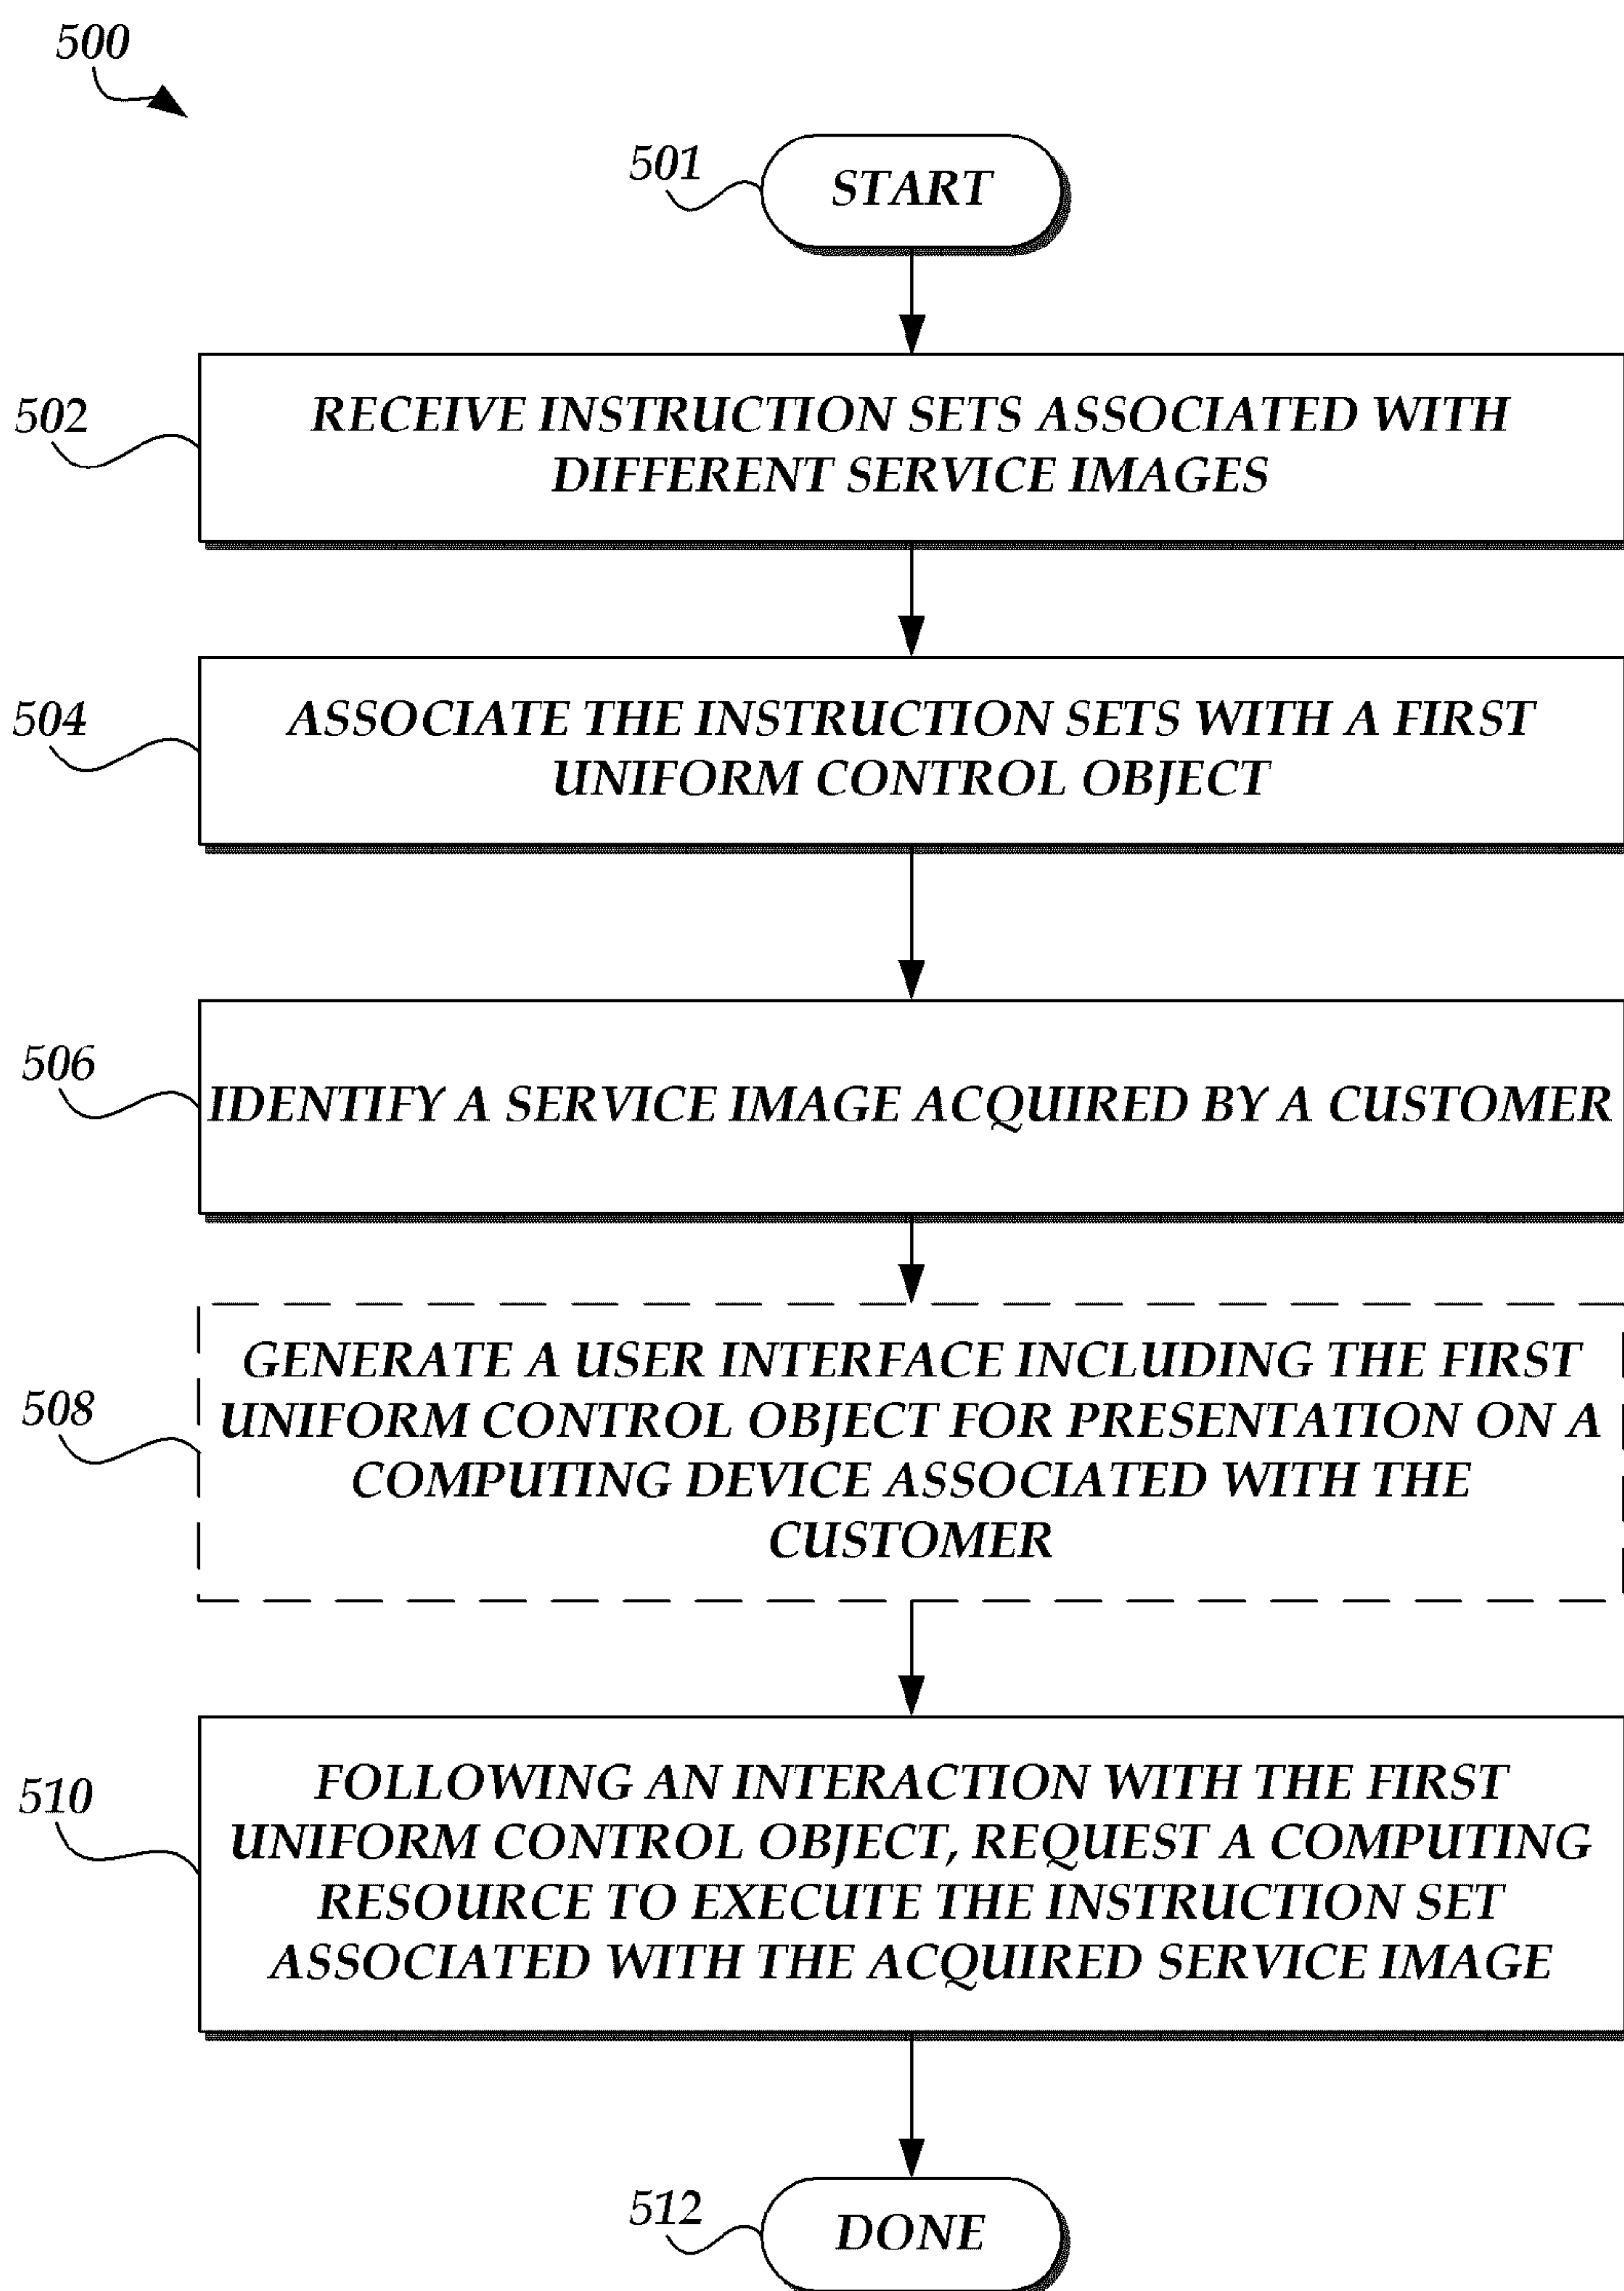 500
501
START
502
RECEIVE INSTRUCTION SETS ASSOCIATED WITH
DIFFERENT SERVICE IMAGES
504
ASSOCIATE THE INSTRUCTION SETS WITH A FIRST
UNIFORM CONTROL OBJECT
506
IDENTIFY A SERVICE IMAGE ACQUIRED BY A CUSTOMER
508
GENERATE A USER INTERFACE INCLUDING THE FIRST
UNIFORM CONTROL OBJECT FOR PRESENTATION ON A
COMPUTING DEVICE ASSOCIATED WITH THE
CUSTOMER
510
FOLLOWING AN INTERACTION WITH THE FIRST
UNIFORM CONTROL OBJECT, REQUEST A COMPUTING
RESOURCE TO EXECUTE THE INSTRUCTION SET
ASSOCIATED WITH THE ACQUIRED SERVICE IMAGE
512
DONE